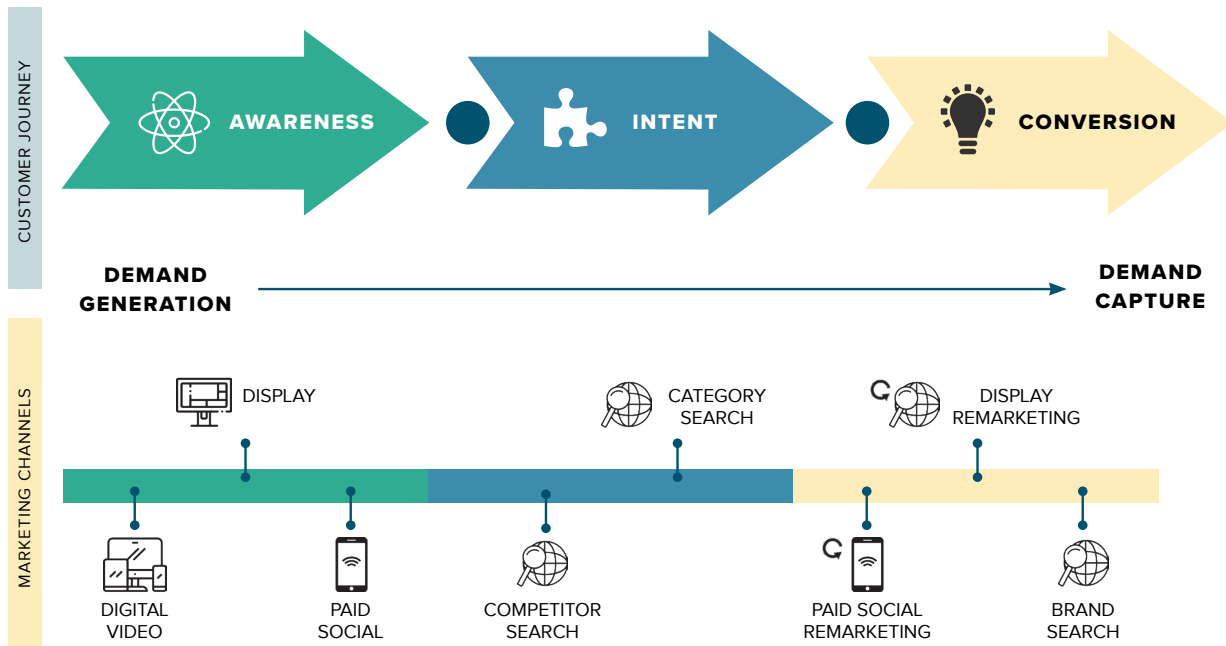 CUSTOMER JOURNEY
AWARENESS
INTENT
CONVERSION
DEMAND
GENERATION
DEMAND
CAPTURE
MARKETING CHANNELS
DISPLAY
CATEGORY
SEARCH
DISPLAY
REMARKETING
DIGITAL
VIDEO
PAID
SOCIAL
COMPETITOR
SEARCH
PAID SOCIAL
REMARKETING
BRAND
SEARCH